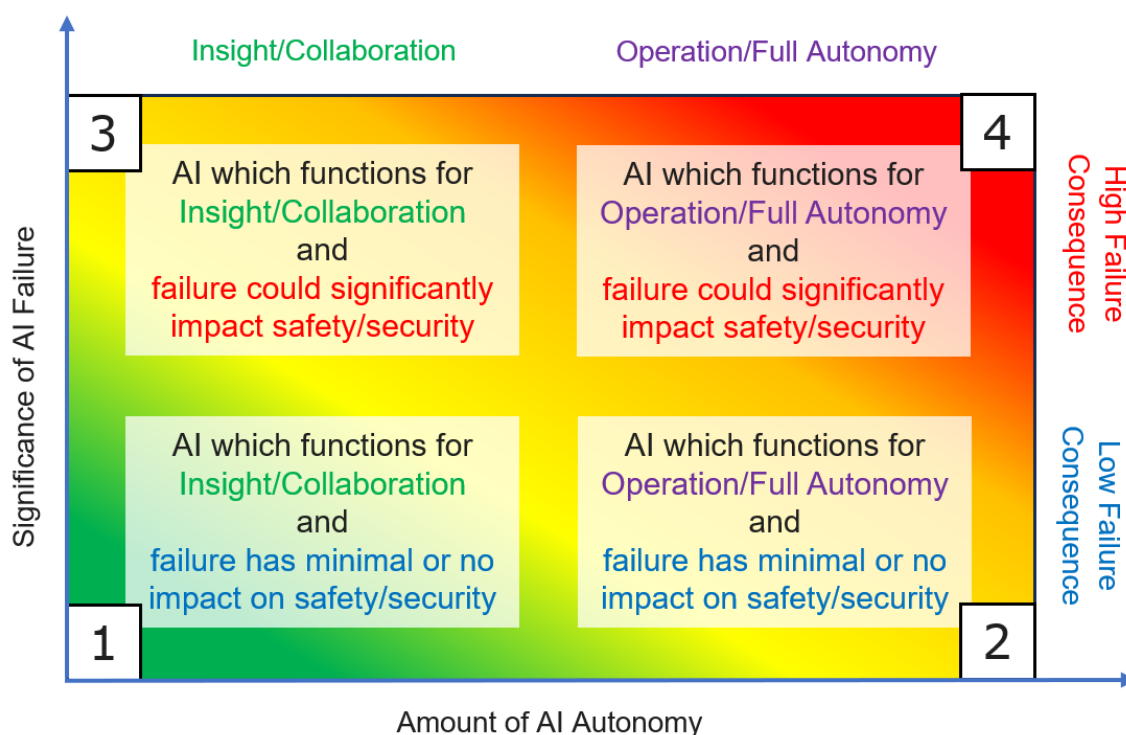 Insight/Collaboration
Operation/Full Autonomy
3
AI which functions for
Insight/Collaboration
and
failure could significantly
impact safety/security
4
AI which functions for
Operation/Full Autonomy
and
failure could significantly
impact safety/security
High Failure
Consequence
Significance of AI Failure
1
AI which functions for
Insight/Collaboration
and
failure has minimal or no
impact on safety/security
2
AI which functions for
Operation/Full Autonomy
and
failure has minimal or no
impact on safety/security
Low Failure
Consequence
Amount of AI Autonomy